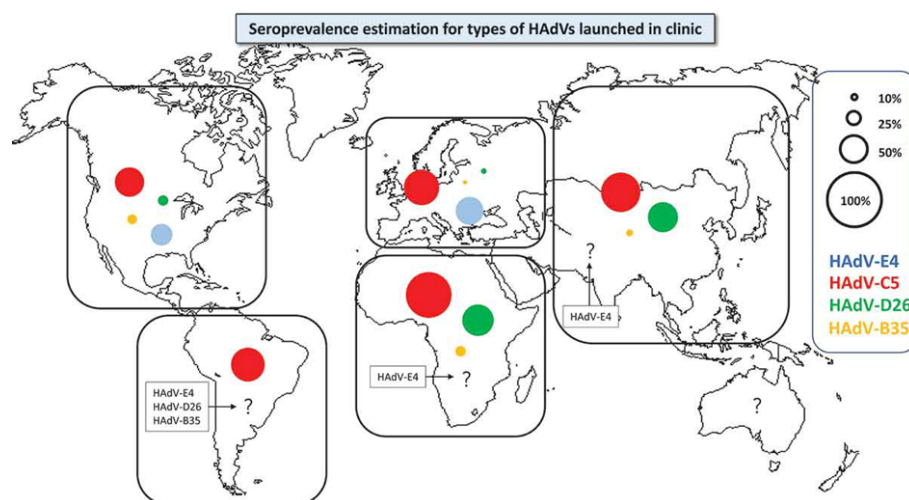 Seroprevalence estimation for types of HAdVs launched in clinic
10%
25%
50%
100%
HAdV-E4
HAdV-C5
HAdV-D26
HAdV-B35
?
HAdV-E4
HAdV-E4
?
HAdV-E4
HAdV-D26
HAdV-B35
?
?